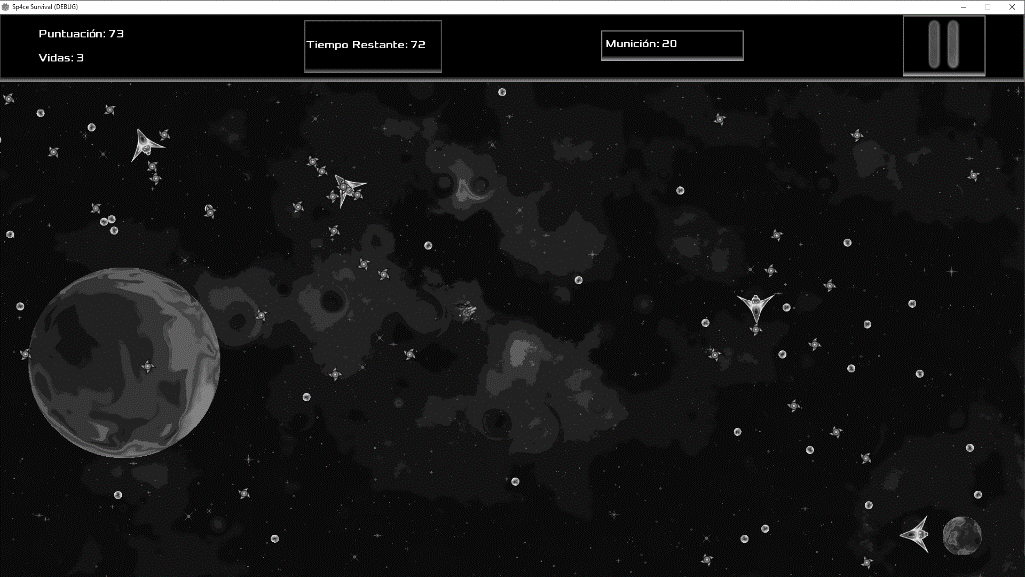 Sp4ce Survival (DEBUG)
Puntuación: 73
Vidas: 3
Tiempo Restante: 72
Munición: 20